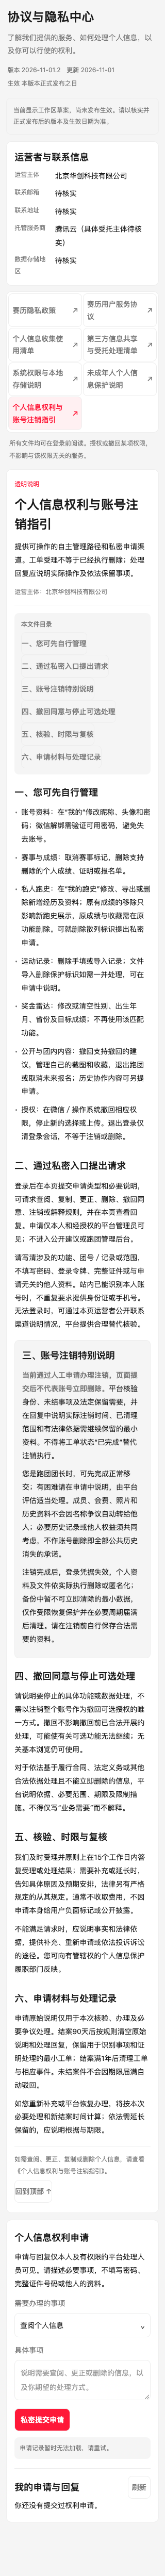 协议与隐私中心
了解我们提供的服务、如何处理个人信息，以
及你可以行使的权利。
版本 2026-11-01.2 更新 2026-11-01
生效 本版本正式发布之日
当前显示工作区草案，尚未发布生效。请以核实并
正式发布后的版本及生效日期为准。
运营者与联系信息
运营主体 北京华创科技有限公司
联系邮箱 待核实
联系地址 待核实
托管服务商 腾讯云（具体受托主体待核
实）
数据存储地
区 待核实
赛历隐私政策 ↗
赛历用户服务协
议 ↗
个人信息收集使
用清单 ↗
第三方信息共享
与受托处理清单 ↗
系统权限与本地
存储说明 ↗
未成年人个人信
息保护说明 ↗
个人信息权利与
账号注销指引 ↗
所有文件均可在登录前阅读。授权或撤回某项权限，
不影响与该权限无关的服务。
透明说明
个人信息权利与账号注
销指引
提供可操作的自主管理路径和私密申请渠
道。工单受理不等于已经执行删除；处理
回复应说明实际操作及依法保留事项。
运营主体：北京华创科技有限公司
本文件目录
一、您可先自行管理
二、通过私密入口提出请求
三、账号注销特别说明
四、撤回同意与停止可选处理
五、核验、时限与复核
六、申请材料与处理记录
一、您可先自行管理
• 账号资料：在“我的”修改昵称、头像和密
码；微信解绑需验证可用密码，避免失
去账号。
• 赛事与成绩：取消赛事标记，删除支持
删除的个人成绩、证明或报名单。
• 私人跑史：在“我的跑史”修改、导出或删
除新增经历及资料；原有成绩的移除只
影响新跑史展示，原成绩与收藏需在原
功能删除。可就删除效列标识提出私密
申请。
• 运动记录：删除手填或导入记录；文件
导入删除保护标识如需一并处理，可在
申请中说明。
• 奖金雷达：修改或清空性别、出生年
月、省份及目标成绩；不再使用该匹配
功能。
• 公开与团内内容：撤回支持撤回的建
议，管理自己的截图和收藏，退出跑团
或取消未来报名；历史协作内容可另提
申请。
• 授权：在微信 / 操作系统撤回相应权
限，停止新的选择或上传。退出登录仅
清登录会话，不等于注销或删除。
二、通过私密入口提出请求
登录后在本页提交申请类型和必要说明，
可请求查阅、复制、更正、删除、撤回同
意、注销或解释规则，并在本页查看回
复。申请仅本人和经授权的平台管理员可
见；不进入公开建议或跑团管理后台。
请写清涉及的功能、团号 / 记录或范围，
不填写密码、登录令牌、完整证件或与申
请无关的他人资料。站内已能识别本人账
号时，不重复要求提供身份证或手机号。
无法登录时，可通过本页运营者公开联系
渠道说明情况，平台提供合理替代核验。
三、账号注销特别说明
当前通过人工申请办理注销，页面提
交后不代表账号立即删除。平台核验
身份、未结事项及法定保留需要，并
在回复中说明实际注销时间、已清理
范围和有法律依据需继续保留的最小
资料。不得将工单状态“已完成”替代
注销执行。
您是跑团团长时，可先完成正常移
交；有困难请在申请中说明，由平台
评估适当处理。成员、会费、照片和
历史资料不会因名称争议自动转给他
人；必要历史记录或他人权益须共同
考虑，不作账号删除即全部公共历史
消失的承诺。
注销完成后，登录凭据失效，个人资
料及文件依实际执行删除或匿名化；
备份中暂不可立即清除的最小数据，
仅作受限恢复保护并在必要周期届满
后清理。请在注销前自行保存合法需
要的资料。
四、撤回同意与停止可选处理
请说明要停止的具体功能或数据处理，不
需以注销整个账号作为撤回可选授权的唯
一方式。撤回不影响撤回前已合法开展的
处理，可能使有关可选功能无法继续；无
关基本浏览仍可使用。
对于依法基于履行合同、法定义务或其他
合法依据处理且不能立即删除的信息，平
台说明依据、必要范围、期限及限制措
施。不得仅写“业务需要”而不解释。
五、核验、时限与复核
我们及时受理并原则上在15个工作日内答
复受理或处理结果；需要补充或延长时，
告知具体原因及预期安排，法律另有严格
规定的从其规定。通常不收取费用，不因
申请本身给用户负面标记或公开披露。
不能满足请求时，应说明事实和法律依
据，提供补充、重新申请或依法投诉诉讼
的途径。您可向有管辖权的个人信息保护
履职部门反映。
六、申请材料与处理记录
申请原始说明仅用于本次核验、办理及必
要争议处理。结案90天后按规则清空原始
说明和处理回复，保留用于识别事项和证
明处理的最小工单；结案满1年后清理工单
与相应事件。未结案件不会因期限届满自
动驳回。
如您重新补充或平台恢复办理，将按本次
必要处理和新结案时间计算；依法需延长
保留的，应说明根据与期限。
如需查阅、更正、复制或删除个人信息，请查看
《个人信息权利与账号注销指引》。
回到顶部 ↑
个人信息权利申请
申请与回复仅本人及有权限的平台处理人
员可见。请描述必要事项，不填写密码、
完整证件号码或他人的资料。
需要办理的事项
查阅个人信息
具体事项
说明需要查阅、更正或删除的信息，以
及你期望的处理方式。
私密提交申请
申请记录暂时无法加载，请重试。
我的申请与回复 刷新
你还没有提交过权利申请。